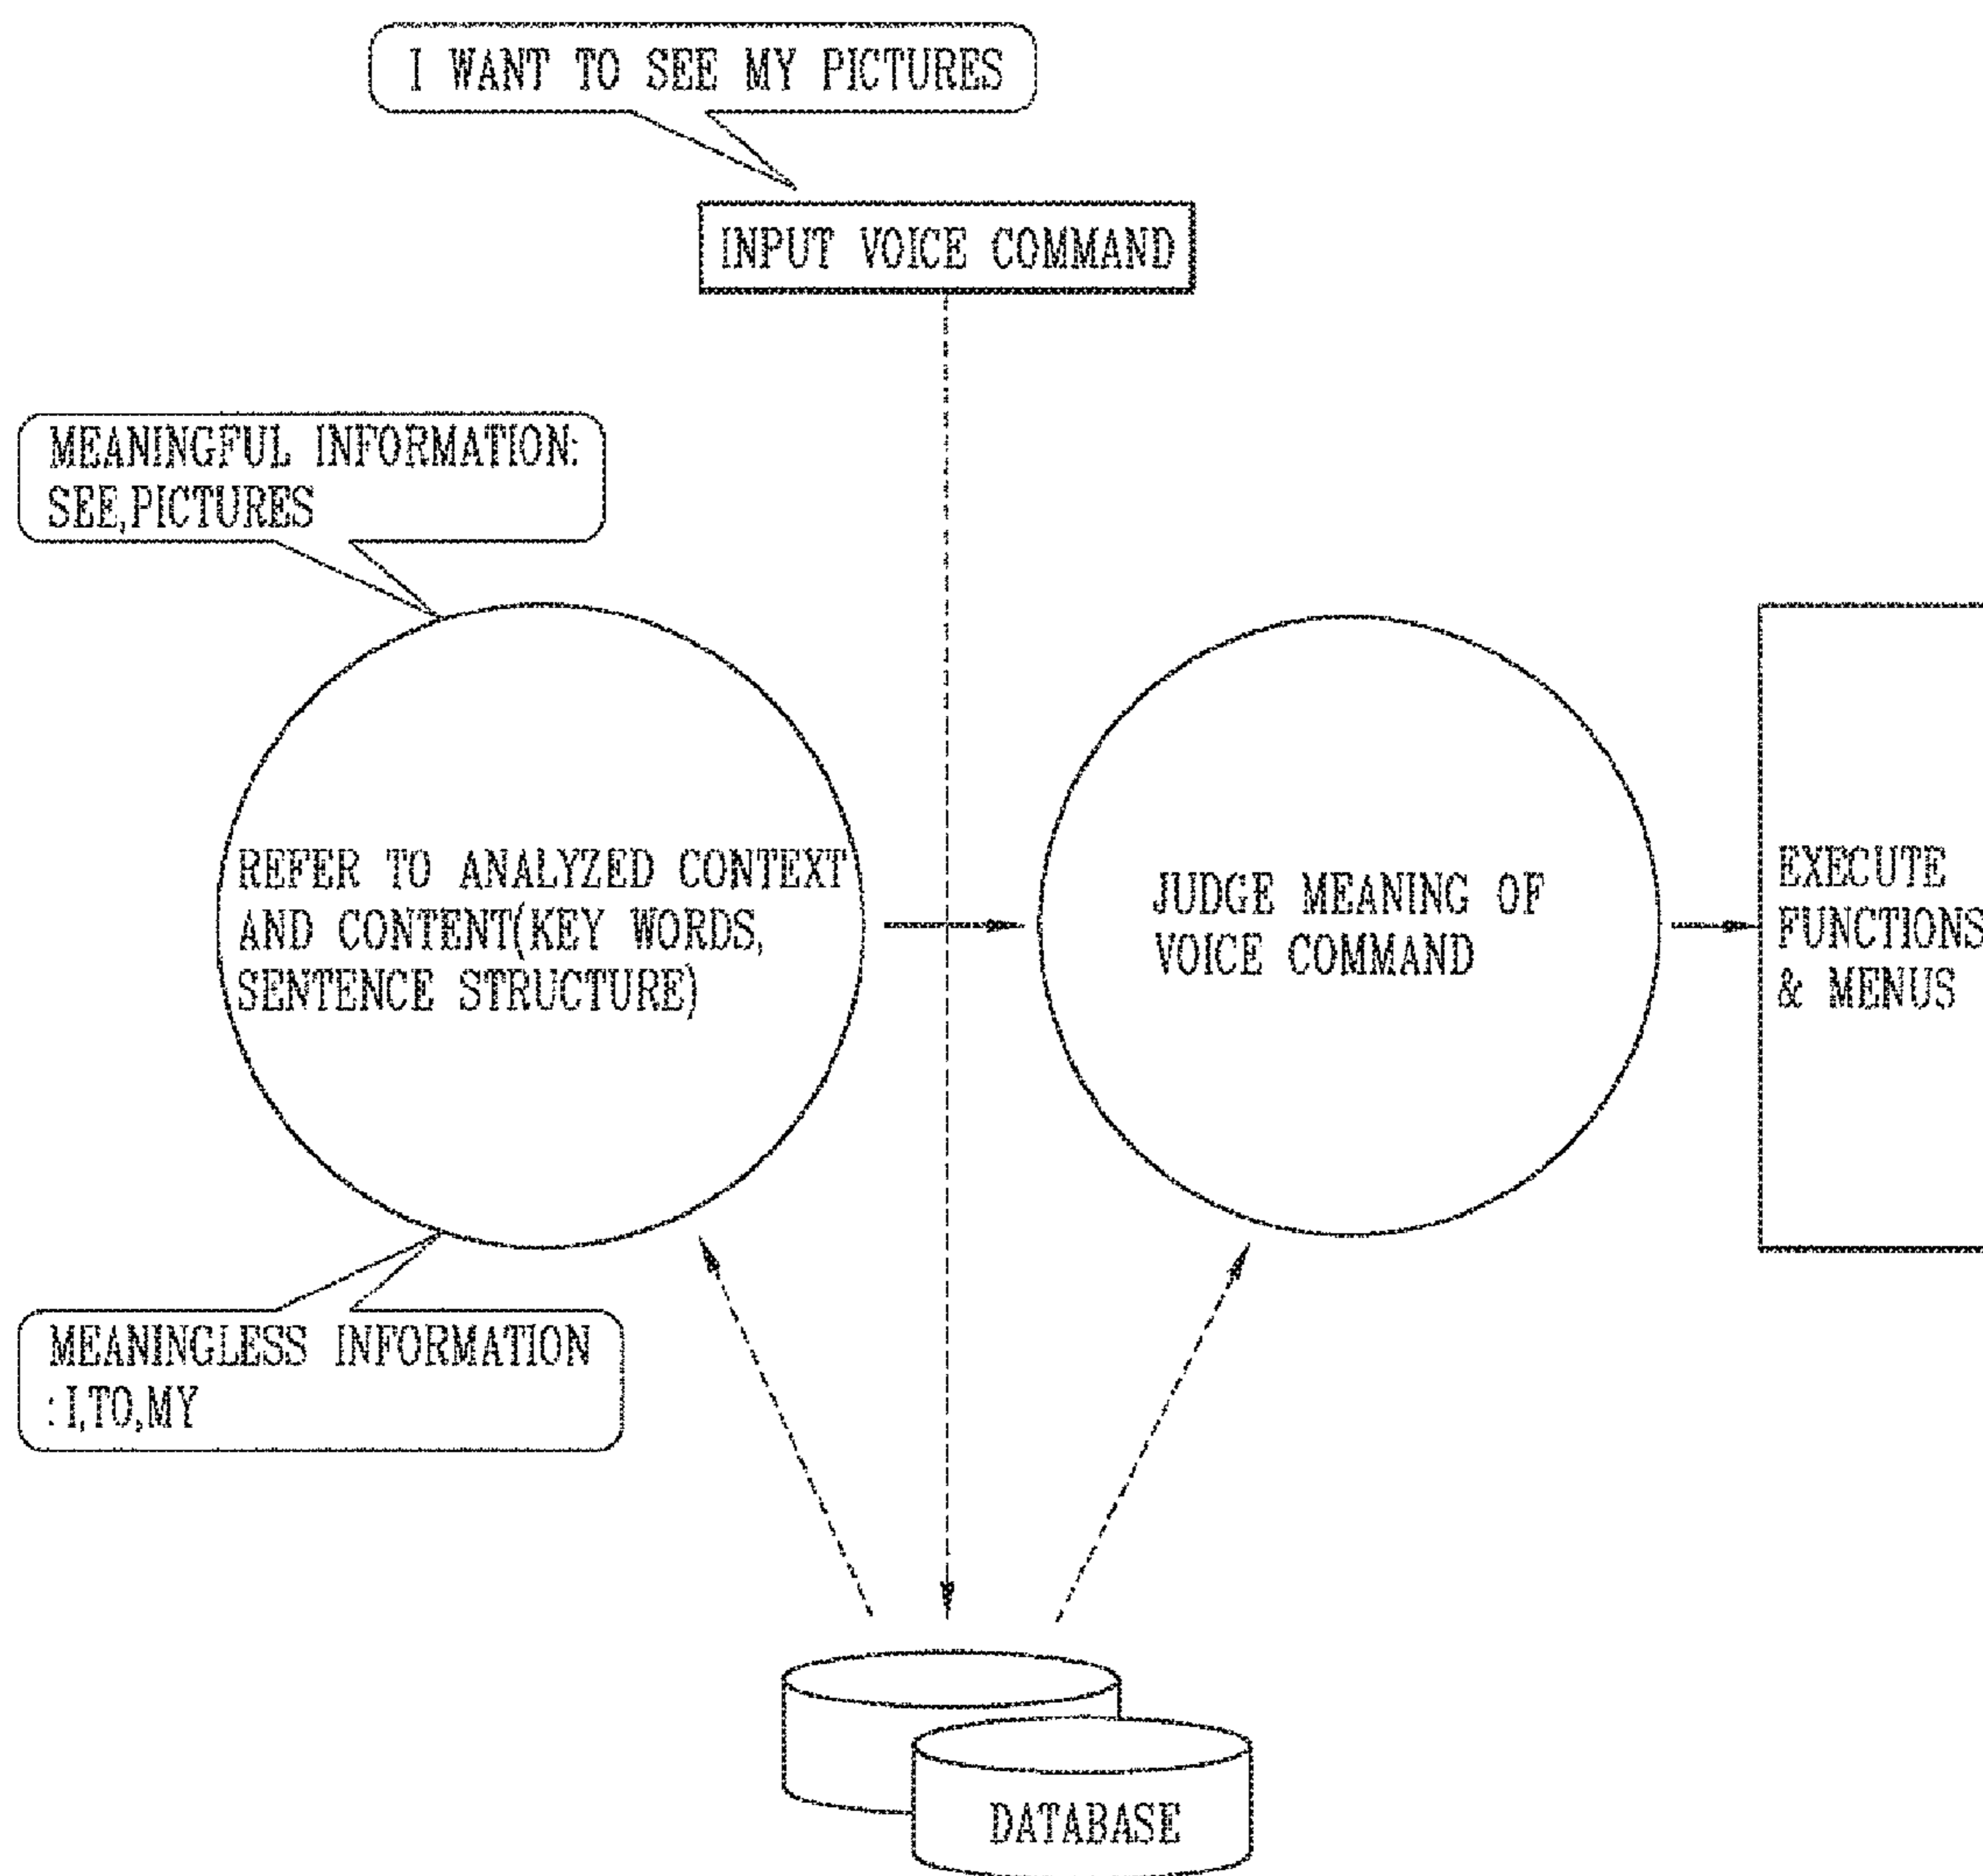 I WANT TO SEE MY PICTURES
INPUT VOICE COMMAND
MEANINGFUL INFORMATION:
SEE,PICTURES
REFER TO ANALYZED CONTEXT
AND CONTENT(KEY WORDS,
SENTENCE STRUCTURE)
JUDGE MEANING OF
VOICE COMMAND
EXECUTE
FUNCTIONS
& MENUS
MEANINGLESS INFORMATION
:I,TO,MY
DATABASE